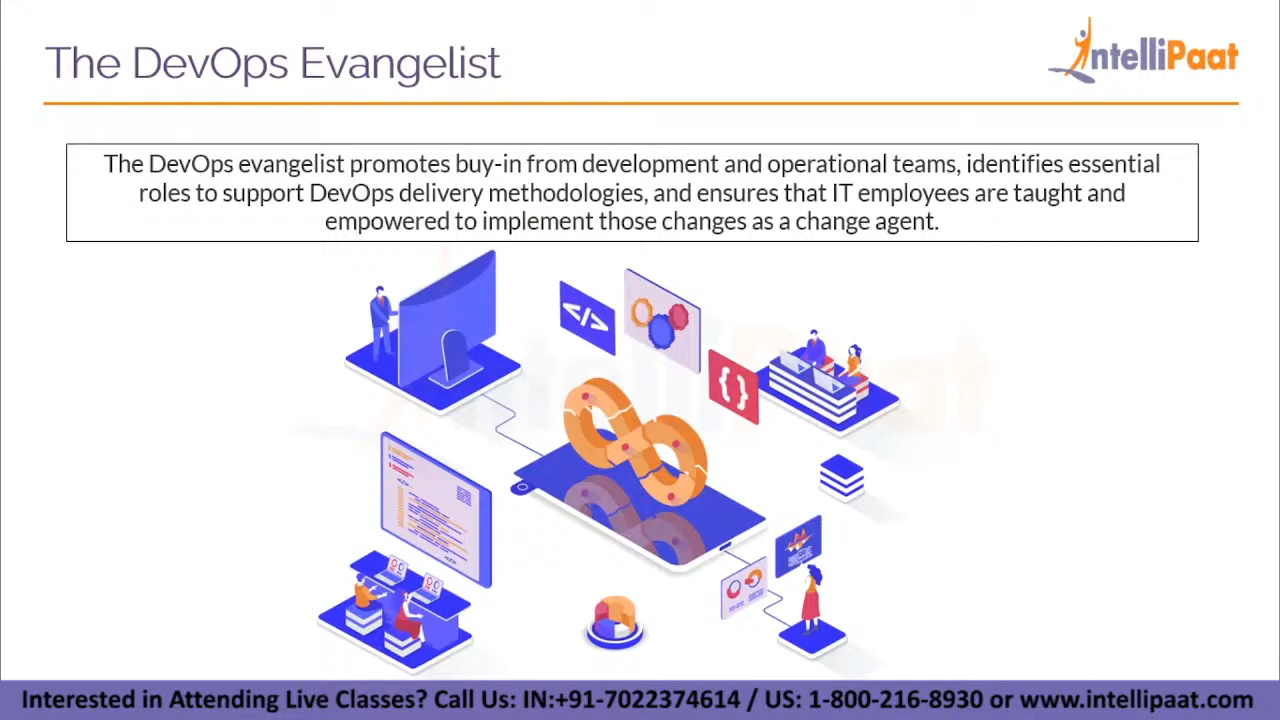 The DevOps Evangelist
IntelliPaat
The DevOps evangelist promotes buy-in from development and operational teams, identifies essential
roles to support DevOps delivery methodologies, and ensures that IT employees are taught and
empowered to implement those changes as a change agent.
</>
{ }
</>
</>
Interested in Attending Live Classes? Call Us: IN:+91-7022374614 / US: 1-800-216-8930 or www.intellipaat.com